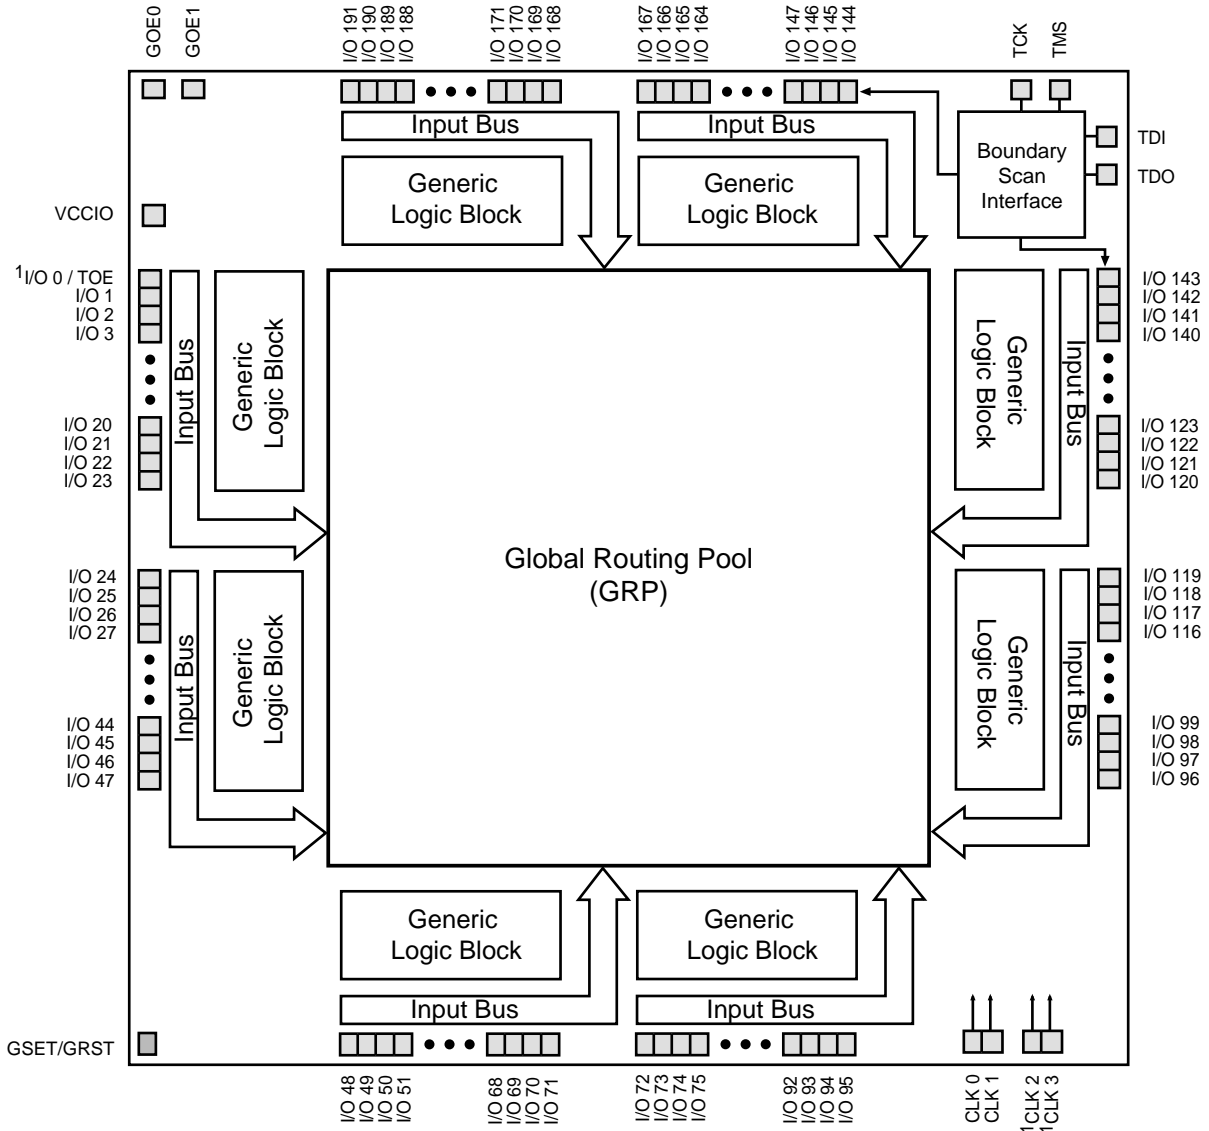 GOE0
GOE1
I/O 191
I/O 190
I/O 189
I/O 188
I/O 171
I/O 170
I/O 169
I/O 168
I/O 167
I/O 166
I/O 165
I/O 164
I/O 147
I/O 146
I/O 145
I/O 144
TCK
TMS
Input Bus
Input Bus
TDI
TDO
Boundary
Scan
Interface
Generic
Logic Block
Generic
Logic Block
VCCIO
1I/O 0 / TOE
I/O 1
I/O 2
I/O 3
I/O 20
I/O 21
I/O 22
I/O 23
Input Bus
Generic
Logic Block
Generic
Logic Block
Input Bus
I/O 143
I/O 142
I/O 141
I/O 140
I/O 123
I/O 122
I/O 121
I/O 120
Global Routing Pool
(GRP)
I/O 24
I/O 25
I/O 26
I/O 27
I/O 44
I/O 45
I/O 46
I/O 47
Input Bus
Generic
Logic Block
Generic
Logic Block
Input Bus
I/O 119
I/O 118
I/O 117
I/O 116
I/O 99
I/O 98
I/O 97
I/O 96
Generic
Logic Block
Generic
Logic Block
Input Bus
Input Bus
GSET/GRST
I/O 48
I/O 49
I/O 50
I/O 51
I/O 68
I/O 69
I/O 70
I/O 71
I/O 72
I/O 73
I/O 74
I/O 75
I/O 92
I/O 93
I/O 94
I/O 95
CLK 0
CLK 1
1CLK 2
1CLK 3